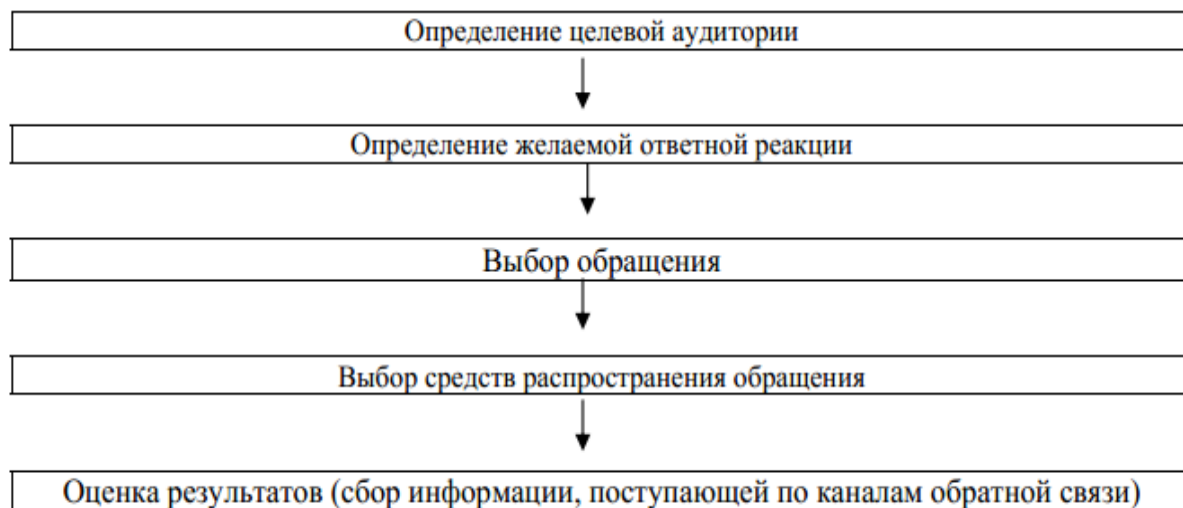 Определение целевой аудитории
Определение желаемой ответной реакции
Выбор обращения
Выбор средств распространения обращения
Оценка результатов (сбор информации, поступающей по каналам обратной связи)